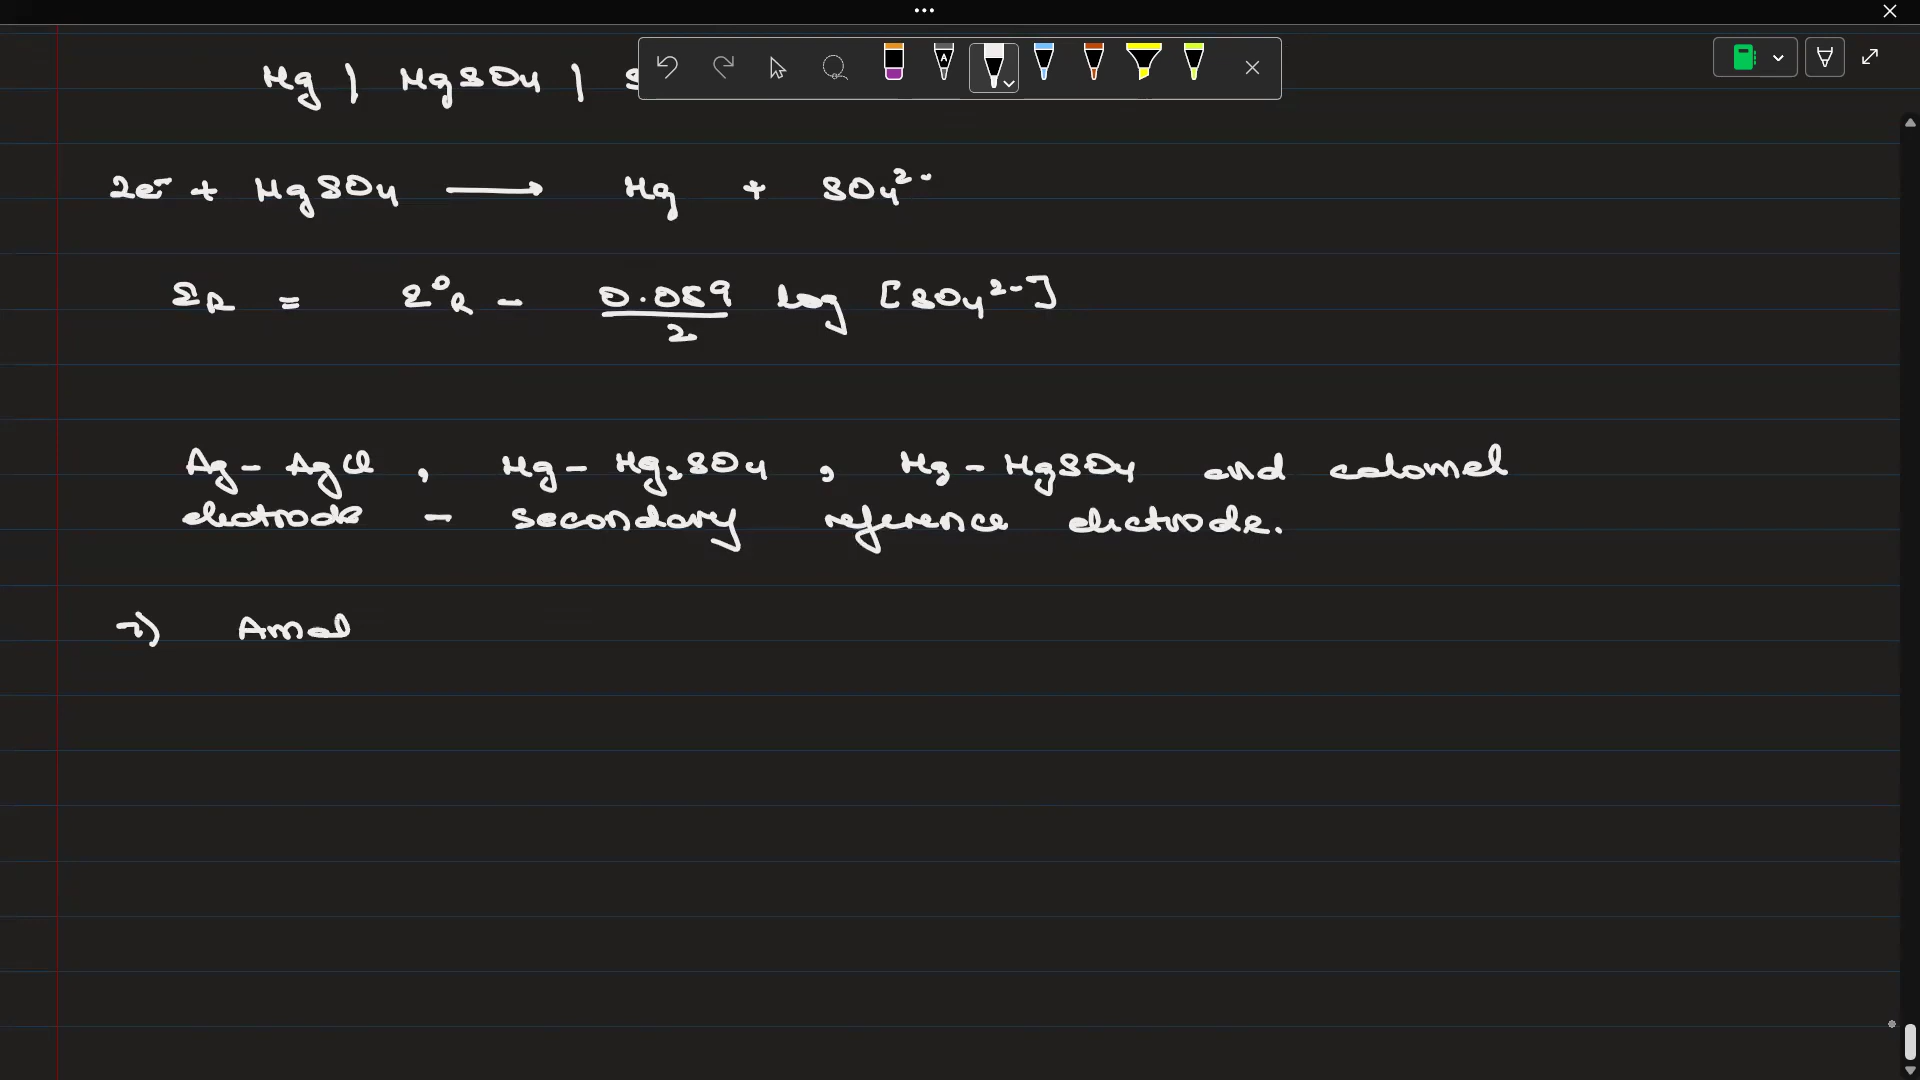 Hg | HgSO4 |
2e⁻ + HgSO4 ⟶ Hg + SO4²⁻
ER = E⁰R - 0.059/2 log [SO4²⁻]
Ag - AgCl , Hg - Hg2SO4 , Hg - HgSO4 and calomel
electrode - secondary reference electrode.
→) Amal